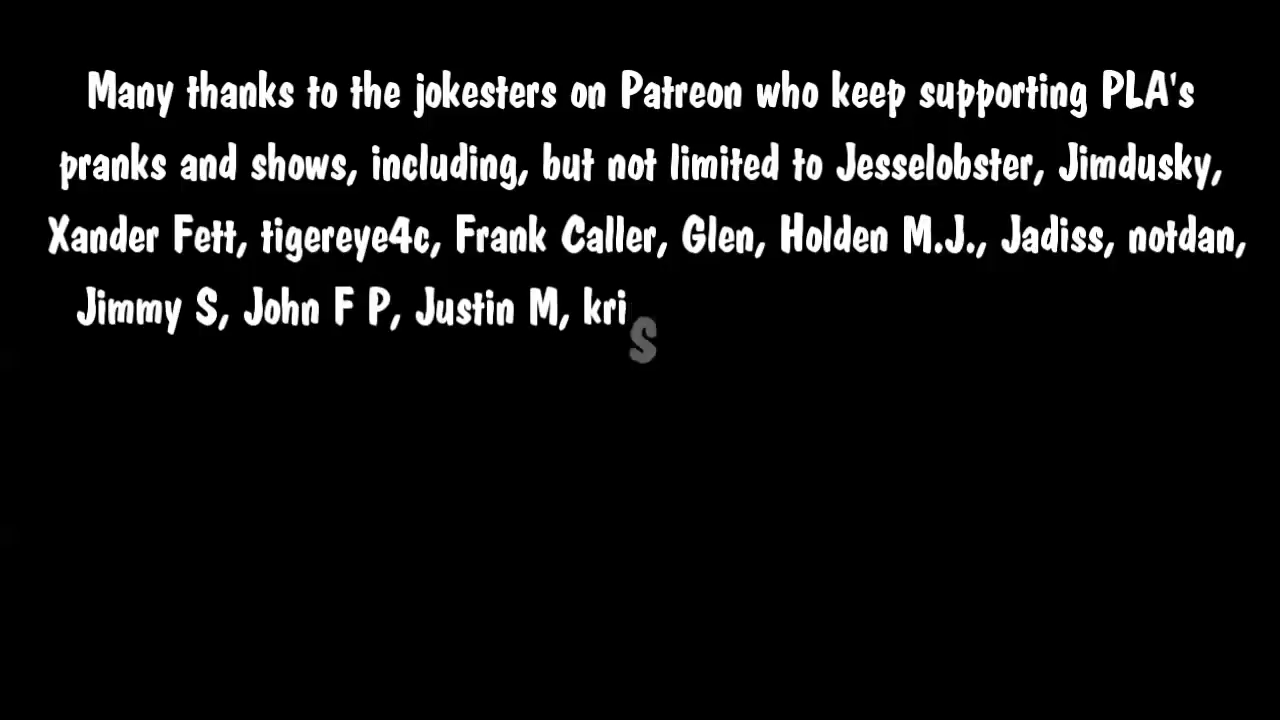 Many thanks to the jokesters on Patreon who keep supporting PLA's
pranks and shows, including, but not limited to Jesselobster, Jimdusky,
Xander Fett, tigereye4c, Frank Caller, Glen, Holden M.J., Jadiss, notdan,
Jimmy S, John F P, Justin M, kris